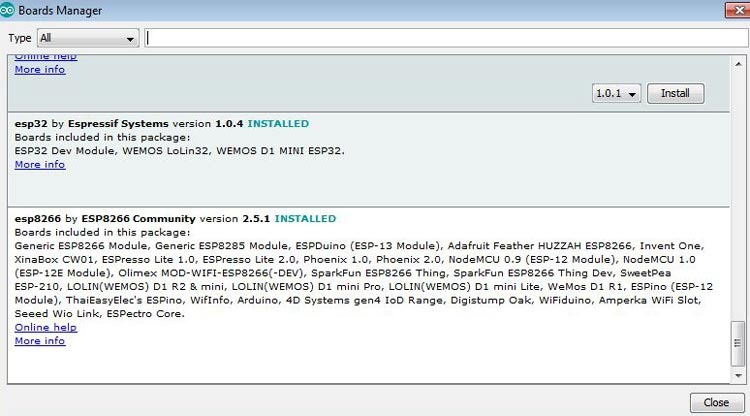 Boards Manager
Type All
Online help
More info
1.0.1 Install
esp32 by Espressif Systems version 1.0.4 INSTALLED
Boards included in this package:
ESP32 Dev Module, WEMOS LoLin32, WEMOS D1 MINI ESP32.
More info
esp8266 by ESP8266 Community version 2.5.1 INSTALLED
Boards included in this package:
Generic ESP8266 Module, Generic ESP8285 Module, ESPDuino (ESP-13 Module), Adafruit Feather HUZZAH ESP8266, Invent One,
XinaBox CW01, ESPresso Lite 1.0, ESPresso Lite 2.0, Phoenix 1.0, Phoenix 2.0, NodeMCU 0.9 (ESP-12 Module), NodeMCU 1.0
(ESP-12E Module), Olimex MOD-WIFI-ESP8266(-DEV), SparkFun ESP8266 Thing, SparkFun ESP8266 Thing Dev, SweetPea
ESP-210, LOLIN(WEMOS) D1 R2 & mini, LOLIN(WEMOS) D1 mini Pro, LOLIN(WEMOS) D1 mini Lite, WeMos D1 R1, ESPino (ESP-12
Module), ThaiEasyElec's ESPino, WifInfo, Arduino, 4D Systems gen4 IoD Range, Digistump Oak, WiFiduino, Amperka WiFi Slot,
Seeed Wio Link, ESPectro Core.
Online help
More info
Close